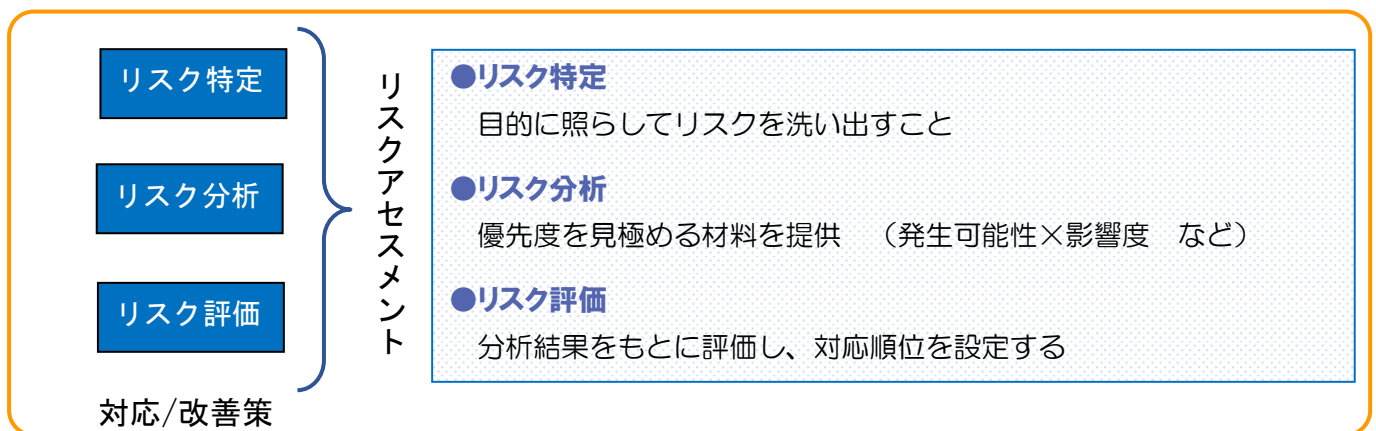 リスク特定
リスク分析
リスク評価
対応/改善策
リスクアセスメント
●リスク特定
目的に照らしてリスクを洗い出すこと
●リスク分析
優先度を見極める材料を提供　（発生可能性×影響度　など）
●リスク評価
分析結果をもとに評価し、対応順位を設定する